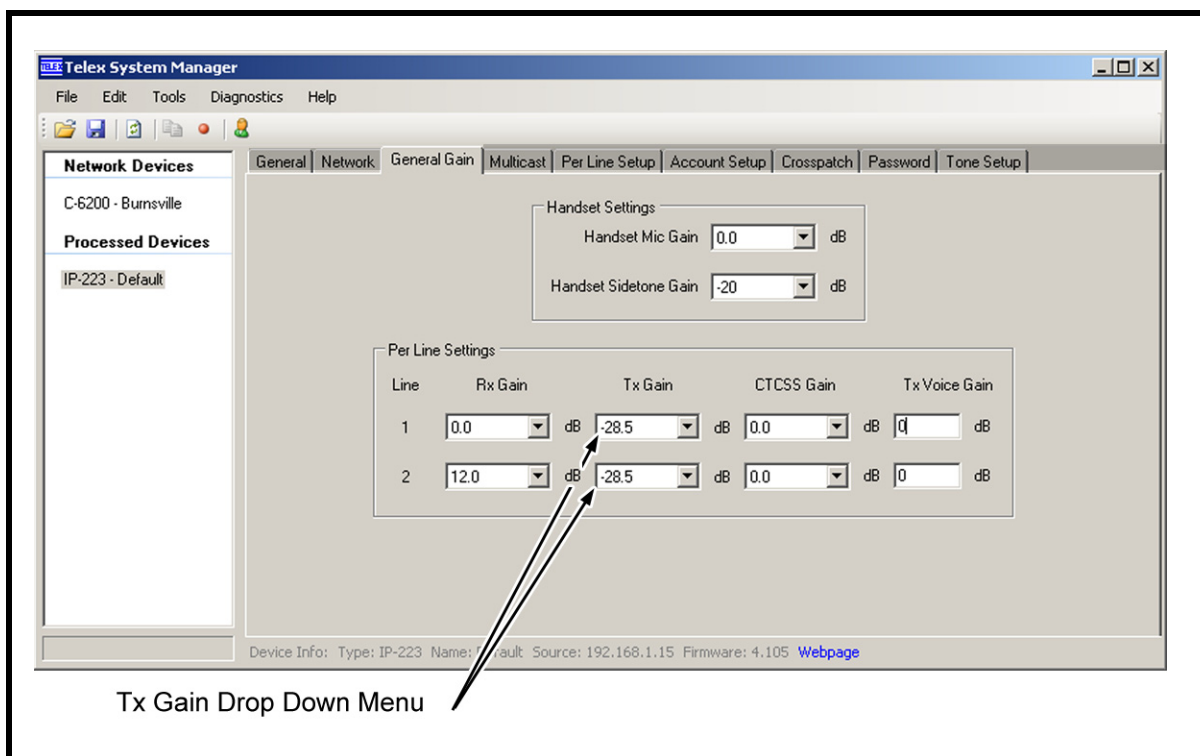 TELEX Telex System Manager
File Edit Tools Diagnostics Help
Network Devices
C-6200 - Burnsville
Processed Devices
IP-223 - Default
General Network General Gain Multicast Per Line Setup Account Setup Crosspatch Password Tone Setup
Handset Settings
Handset Mic Gain 0.0 dB
Handset Sidetone Gain -20 dB
Per Line Settings
Line Rx Gain Tx Gain CTCSS Gain Tx Voice Gain
1 0.0 dB -28.5 dB 0.0 dB 0 dB
2 12.0 dB -28.5 dB 0.0 dB 0 dB
Device Info: Type: IP-223 Name: Default Source: 192.168.1.15 Firmware: 4.105 Webpage
Tx Gain Drop Down Menu